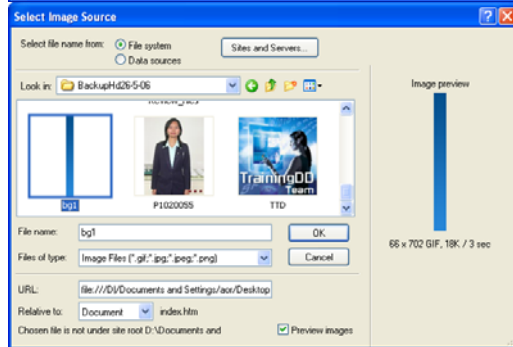 Select Image Source
Select file name from: File system
Data sources
Sites and Servers...
Look in: BackupHd26-5-06
Image preview
TrainingDD
Team
bg1 P1020055 TTD
File name: bg1 OK
66 x 702 GIF, 18K / 3 sec
Files of type: Image Files (*.gif;*.jpg;*.jpeg;*.png) Cancel
URL: file:///D|/Documents and Settings/aor/Desktop
Relative to: Document index.htm
Chosen file is not under site root D:\Documents and Preview images